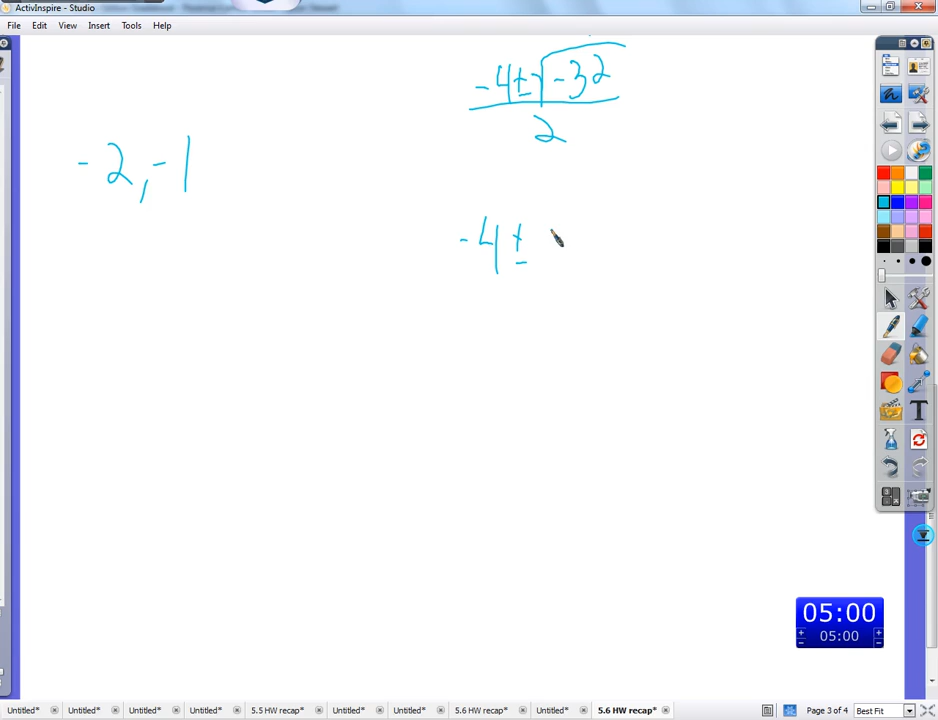 ActivInspire - Studio
File Edit View Insert Tools
-4±√-32
2
-2, -1
-4±
05:00
05:00
Untitled* Untitled* Untitled* Untitled* 5.5 HW recap* Untitled* Untitled* 5.6 HW recap* Untitled* 5.6 HW recap* Page 3 of 4 Best Fit